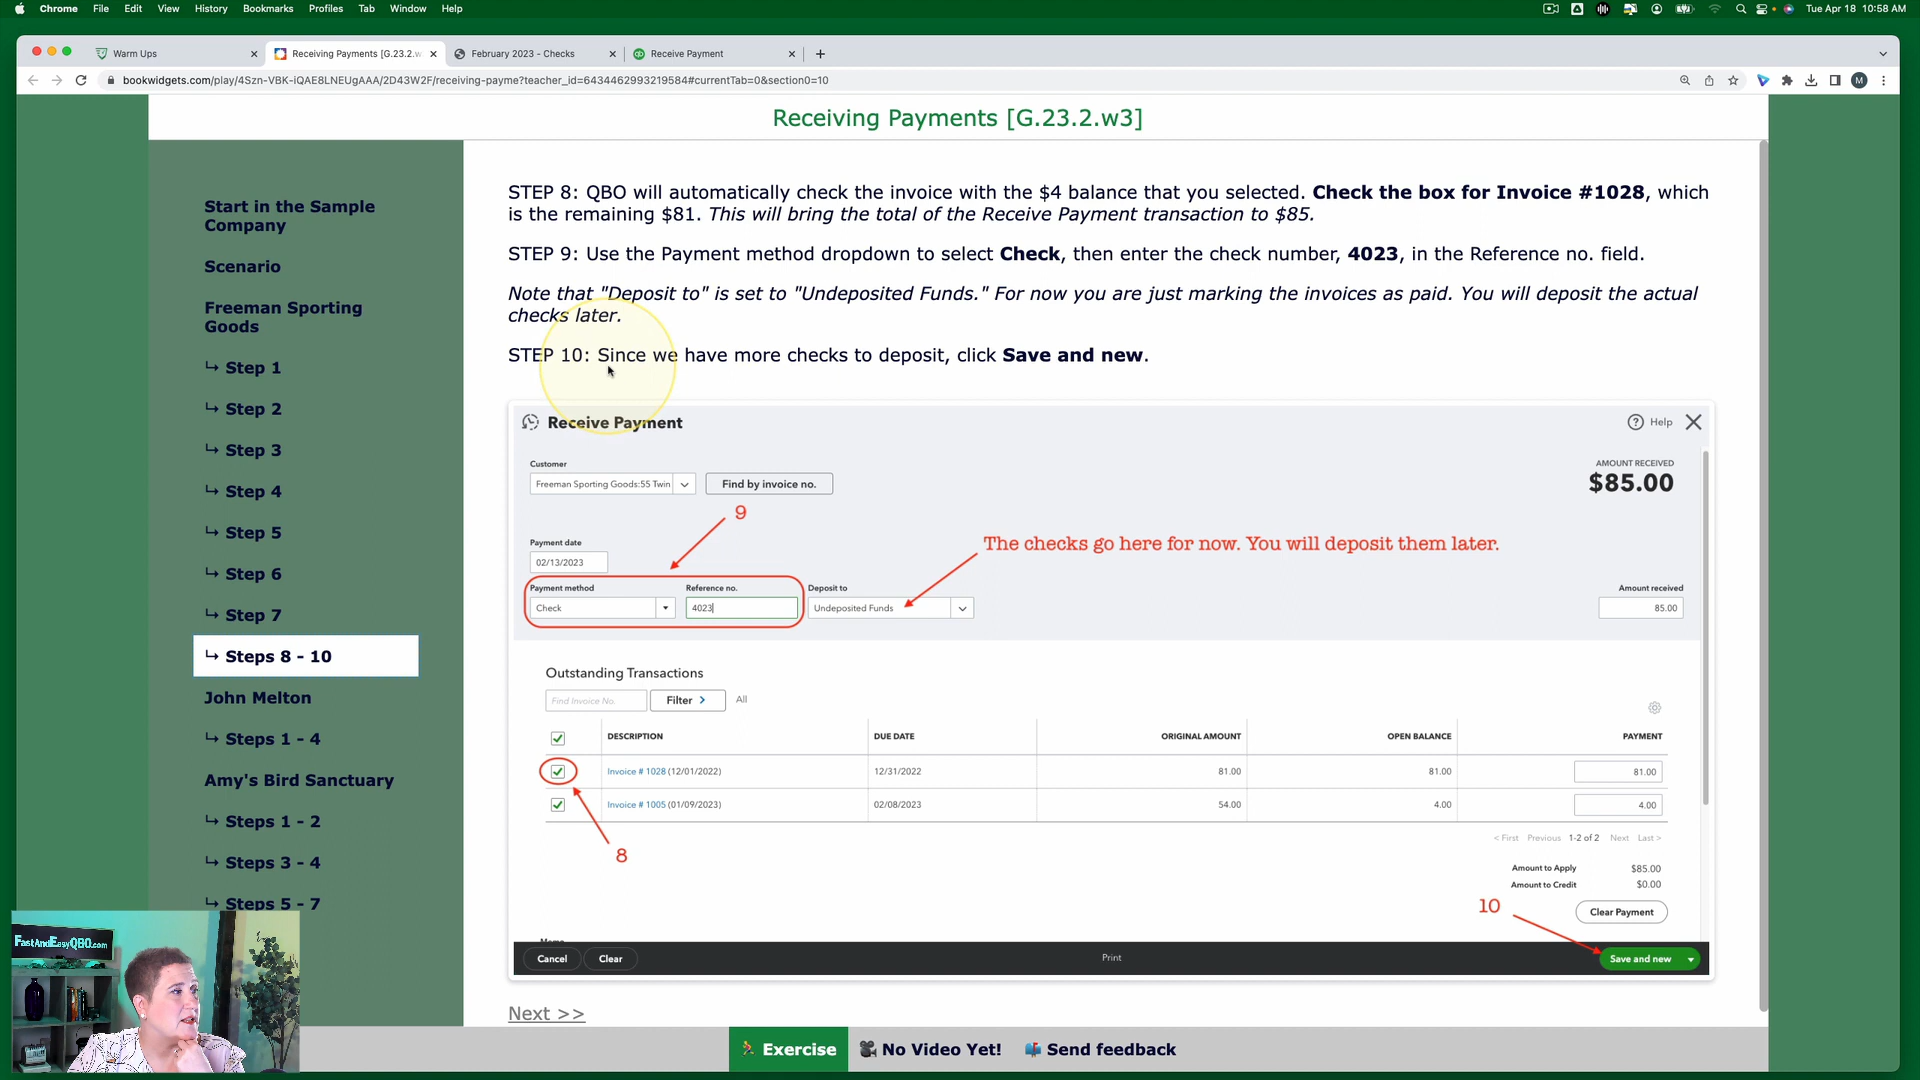 Chrome File Edit View History Bookmarks Profiles Tab Window Help
Tue Apr 18 10:58 AM
Warm Ups
Receiving Payments [G.23.2.w
February 2023 - Checks
Receive Payment
bookwidgets.com/play/4Szn-VBK-iQAE8LNEUgAAA/2D43W2F/receiving-payme?teacher_id=6434462993219584#currentTab=0&section0=10
M
Receiving Payments [G.23.2.w3]
Start in the Sample
Company
Scenario
Freeman Sporting
Goods
↳ Step 1
↳ Step 2
↳ Step 3
↳ Step 4
↳ Step 5
↳ Step 6
↳ Step 7
↳ Steps 8 - 10
John Melton
↳ Steps 1 - 4
Amy's Bird Sanctuary
↳ Steps 1 - 2
↳ Steps 3 - 4
↳ Steps 5 - 7
STEP 8: QBO will automatically check the invoice with the $4 balance that you selected. Check the box for Invoice #1028, which
is the remaining $81. This will bring the total of the Receive Payment transaction to $85.
STEP 9: Use the Payment method dropdown to select Check, then enter the check number, 4023, in the Reference no. field.
Note that "Deposit to" is set to "Undeposited Funds." For now you are just marking the invoices as paid. You will deposit the actual
checks later.
STEP 10: Since we have more checks to deposit, click Save and new.
Receive Payment
Help
Customer
Freeman Sporting Goods:55 Twin
Find by invoice no.
AMOUNT RECEIVED
$85.00
9
The checks go here for now. You will deposit them later.
Payment date
02/13/2023
Payment method Reference no. Deposit to Amount received
Check 4023 Undeposited Funds 85.00
Outstanding Transactions
Find Invoice No. Filter > All
DESCRIPTION DUE DATE ORIGINAL AMOUNT OPEN BALANCE PAYMENT
Invoice # 1028 (12/01/2022) 12/31/2022 81.00 81.00 81.00
Invoice # 1005 (01/09/2023) 02/08/2023 54.00 4.00 4.00
8
< First Previous 1-2 of 2 Next Last >
Amount to Apply $85.00
Amount to Credit $0.00
10
Clear Payment
Memo
Cancel Clear Print Save and new
Next >>
FastAndEasyQBO.com
Exercise No Video Yet! Send feedback